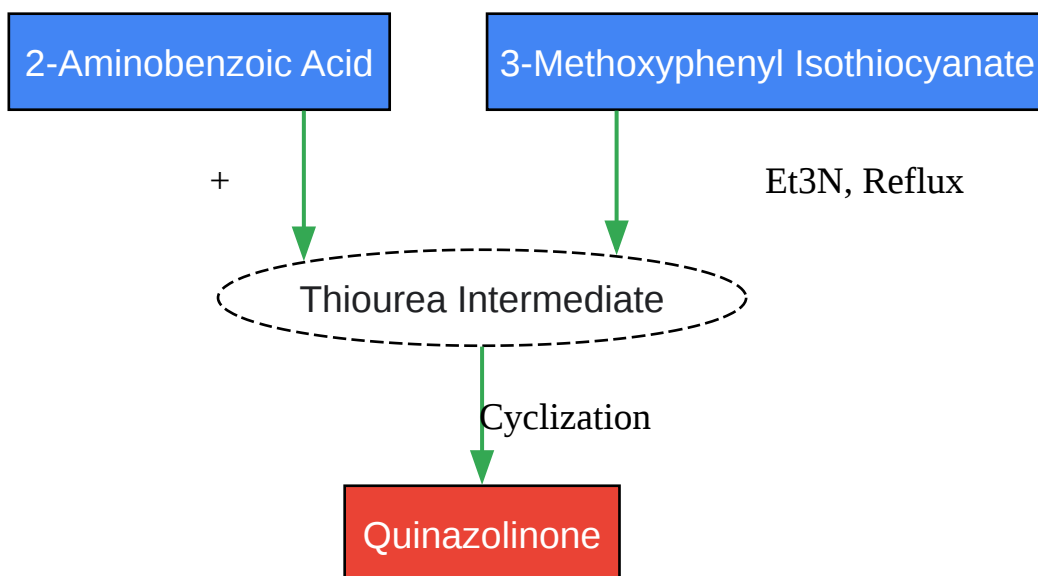 2-Aminobenzoic Acid
3-Methoxyphenyl Isothiocyanate
+
Et3N, Reflux
Thiourea Intermediate
Cyclization
Quinazolinone